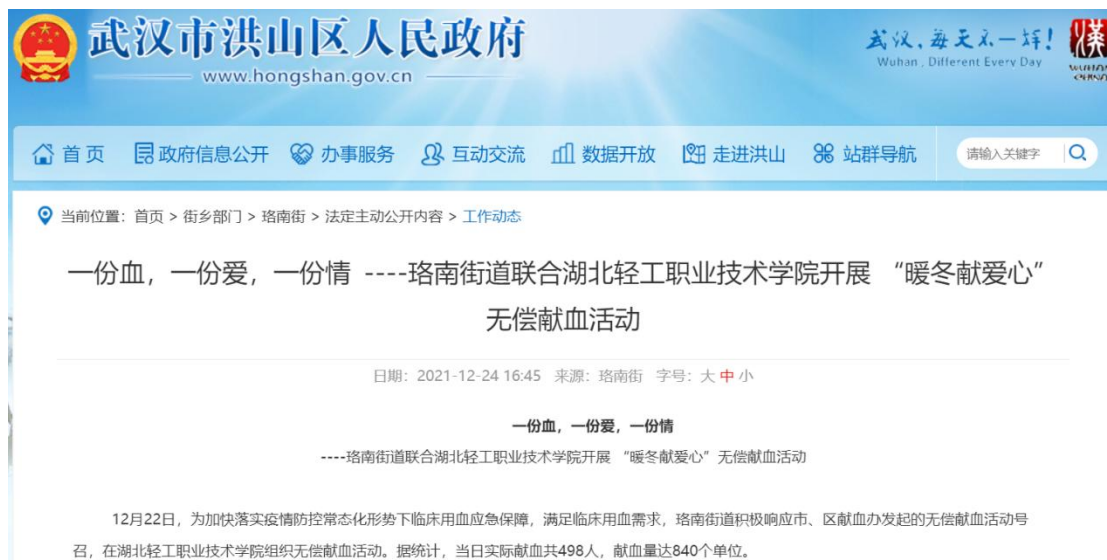 武汉市洪山区人民政府
www.hongshan.gov.cn
武汉,每天不一样!
Wuhan , Different Every Day
漢
WUHAN
CHINA
首 页 政府信息公开 办事服务 互动交流 数据开放 走进洪山 站群导航 请输入关键字
当前位置: 首页 > 街乡部门 > 珞南街 > 法定主动公开内容 > 工作动态
一份血，一份爱，一份情 ----珞南街道联合湖北轻工职业技术学院开展 “暖冬献爱心”
无偿献血活动
日期: 2021-12-24 16:45 来源: 珞南街 字号: 大 中 小
一份血，一份爱，一份情
----珞南街道联合湖北轻工职业技术学院开展 “暖冬献爱心” 无偿献血活动
12月22日，为加快落实疫情防控常态化形势下临床用血应急保障，满足临床用血需求，珞南街道积极响应市、区献血办发起的无偿献血活动号
召，在湖北轻工职业技术学院组织无偿献血活动。据统计，当日实际献血共498人，献血量达840个单位。